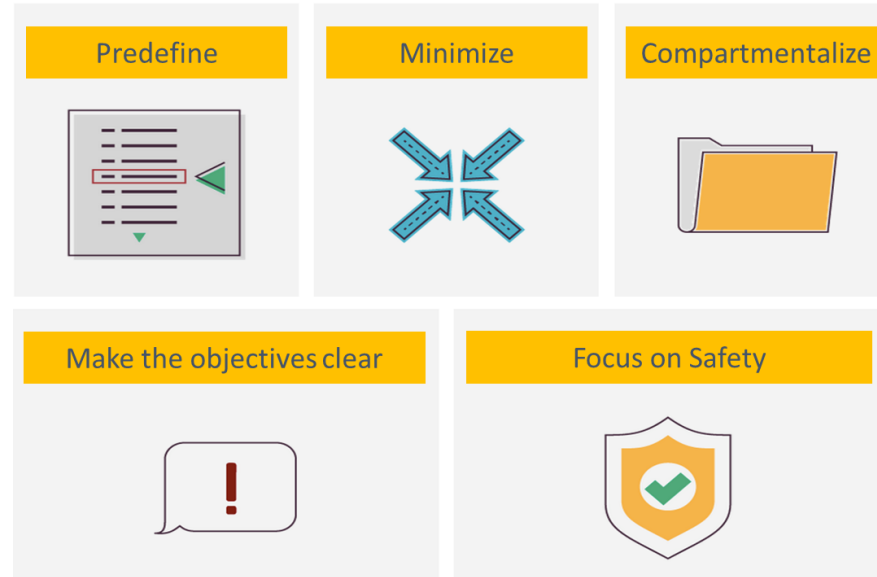 Predefine
Minimize
Compartmentalize
Make the objectives clear
Focus on Safety
!